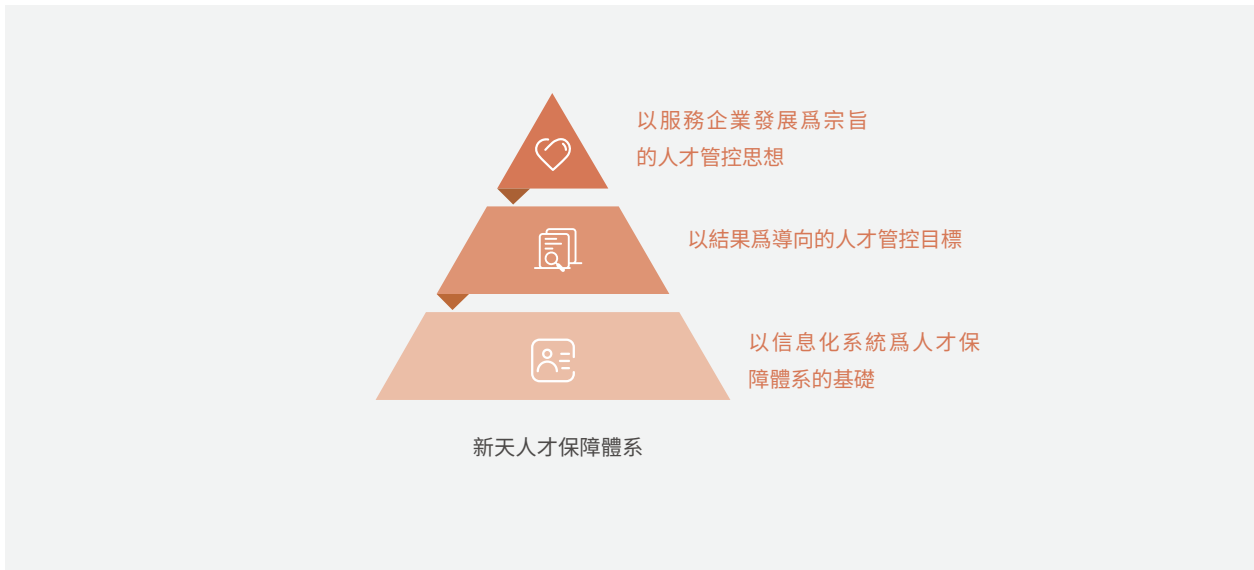 以服務企業發展爲宗旨
的人才管控思想
以結果爲導向的人才管控目標
以信息化系統爲人才保
障體系的基礎
新天人才保障體系